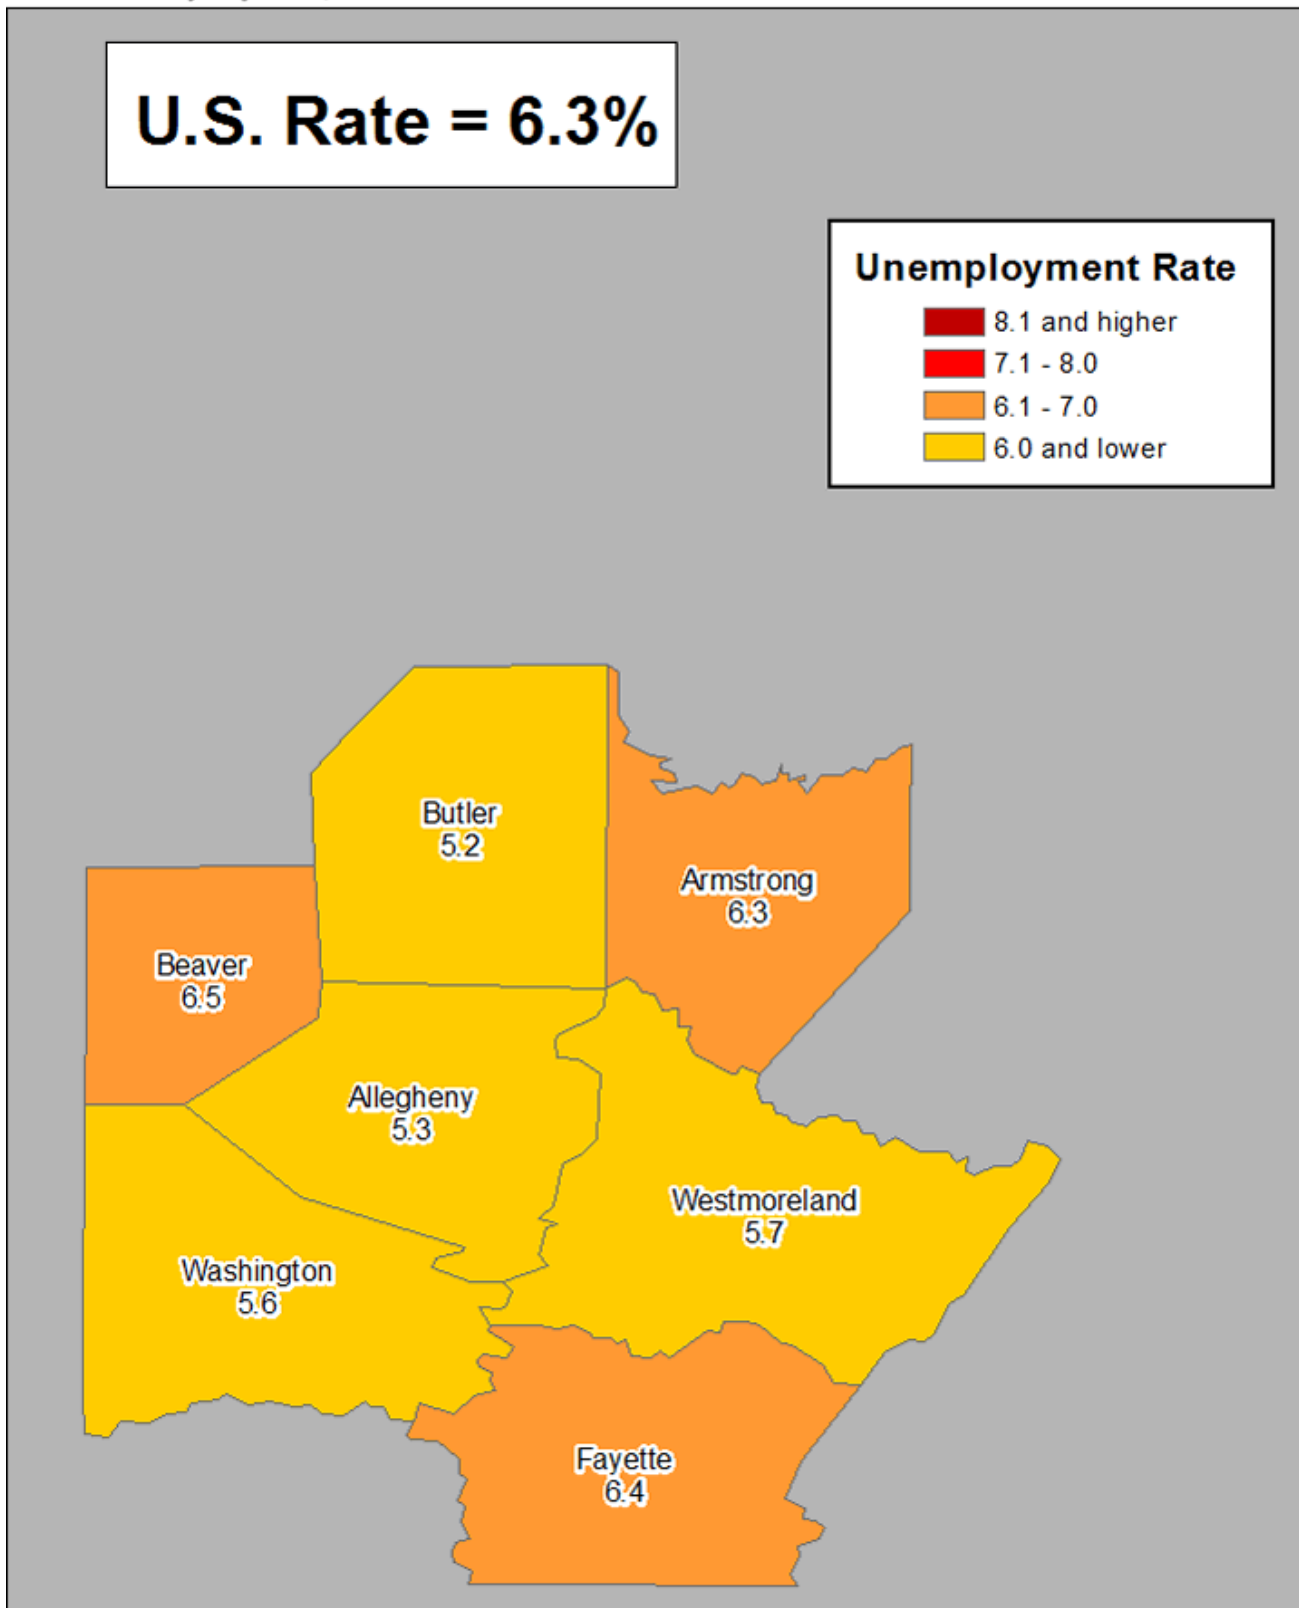 U.S. Rate = 6.3%
Unemployment Rate
8.1 and higher
7.1 - 8.0
6.1 - 7.0
6.0 and lower
Butler
5.2
Armstrong
6.3
Beaver
6.5
Allegheny
5.3
Westmoreland
5.7
Washington
5.6
Fayette
6.4